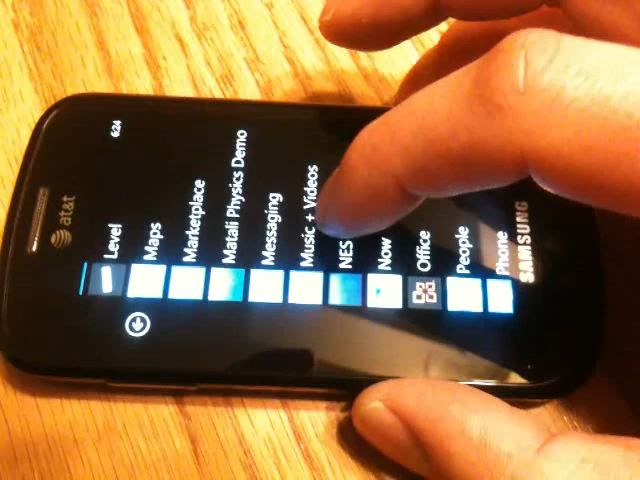 at&t
6:24
Level
Maps
Marketplace
Matali Physics Demo
Messaging
Music + Videos
NES
Now
Office
People
Phone
SAMSUNG